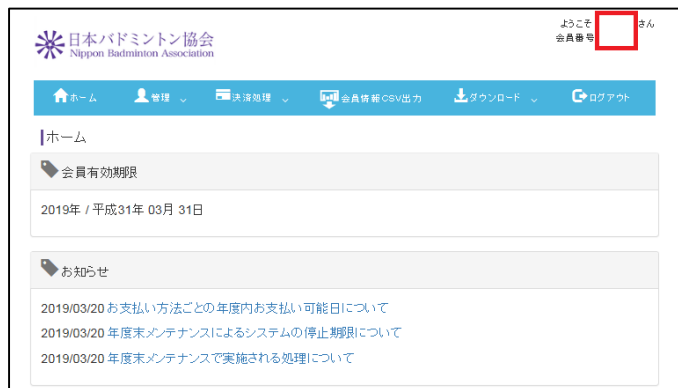 日本バドミントン協会
Nippon Badminton Association
ようこそ さん
会員番号
ホーム 管理 決済処理 会員情報CSV出力 ダウンロード ログアウト
ホーム
会員有効期限
2019年 / 平成31年 03月 31日
お知らせ
2019/03/20 お支払い方法ごとの年度内お支払い可能日について
2019/03/20 年度末メンテナンスによるシステムの停止期限について
2019/03/20 年度末メンテナンスで実施される処理について